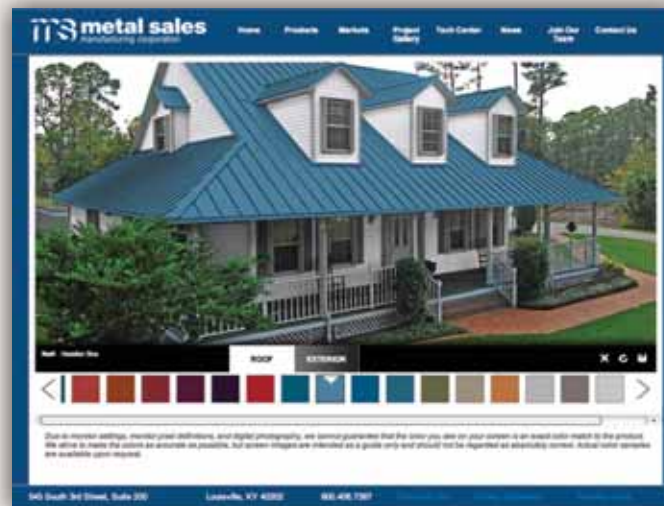 ms metal sales
manufacturing corporation
Home Products Markets Project Gallery Tech Center News Join Our Team Contact Us
Roof:
ROOF EXTERIOR
Due to monitor settings, monitor pixel definitions, and digital photography, we cannot guarantee that the color you see on your screen is an exact color match to the product.
We strive to make the colors as accurate as possible, but screen images are intended as a guide only and should not be regarded as absolutely correct. Actual color samples
are available upon request.
545 South 3rd Street, Suite 200 Louisville, KY 40202 800.406.7387